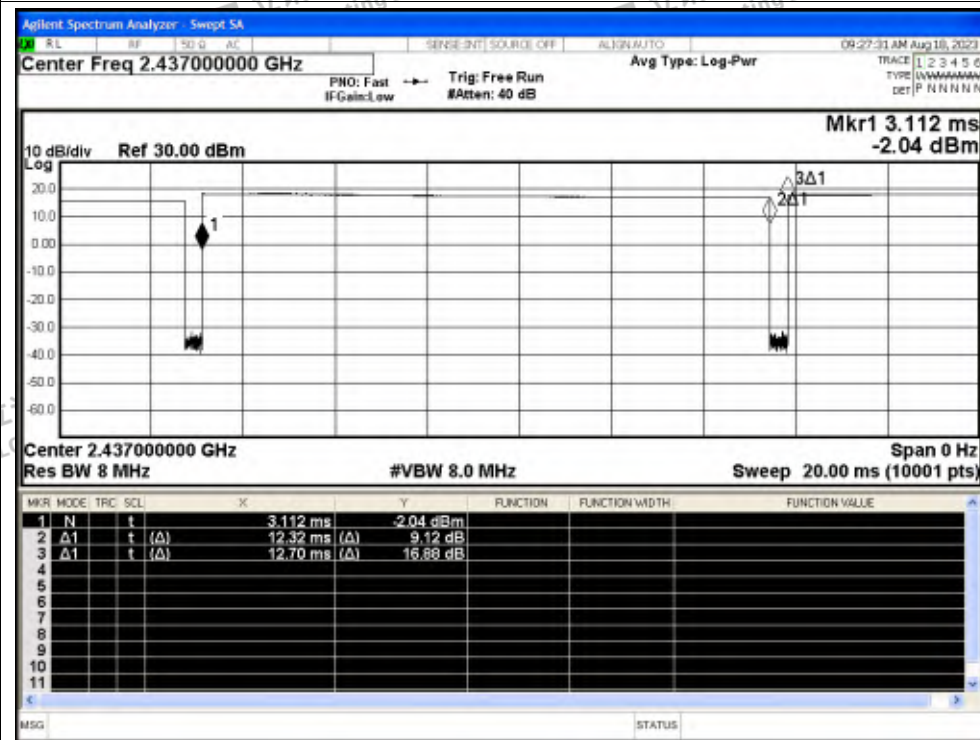 Agilent Spectrum Analyzer - Swept SA
RL RF 50 Ω AC SENSE:INT SOURCE OFF ALIGN AUTO 09:27:31 AM Aug 18, 2023
Center Freq 2.437000000 GHz Avg Type: Log-Pwr TRACE 1 2 3 4 5 6
PNO: Fast Trig: Free Run TYPE
IFGain:Low #Atten: 40 dB DET P N N N N N
Mkr1 3.112 ms
10 dB/div Ref 30.00 dBm -2.04 dBm
Log
20.0
10.0
0.00
-10.0
-20.0
-30.0
-40.0
-50.0
-60.0
1
3Δ1
2Δ1
Center 2.437000000 GHz Span 0 Hz
Res BW 8 MHz #VBW 8.0 MHz Sweep 20.00 ms (10001 pts)
MKR MODE TRC SCL X Y FUNCTION FUNCTION WIDTH FUNCTION VALUE
1 N t 3.112 ms -2.04 dBm
2 Δ1 t (Δ) 12.32 ms (Δ) 9.12 dB
3 Δ1 t (Δ) 12.70 ms (Δ) 16.88 dB
4
5
6
7
8
9
10
11
MSG STATUS